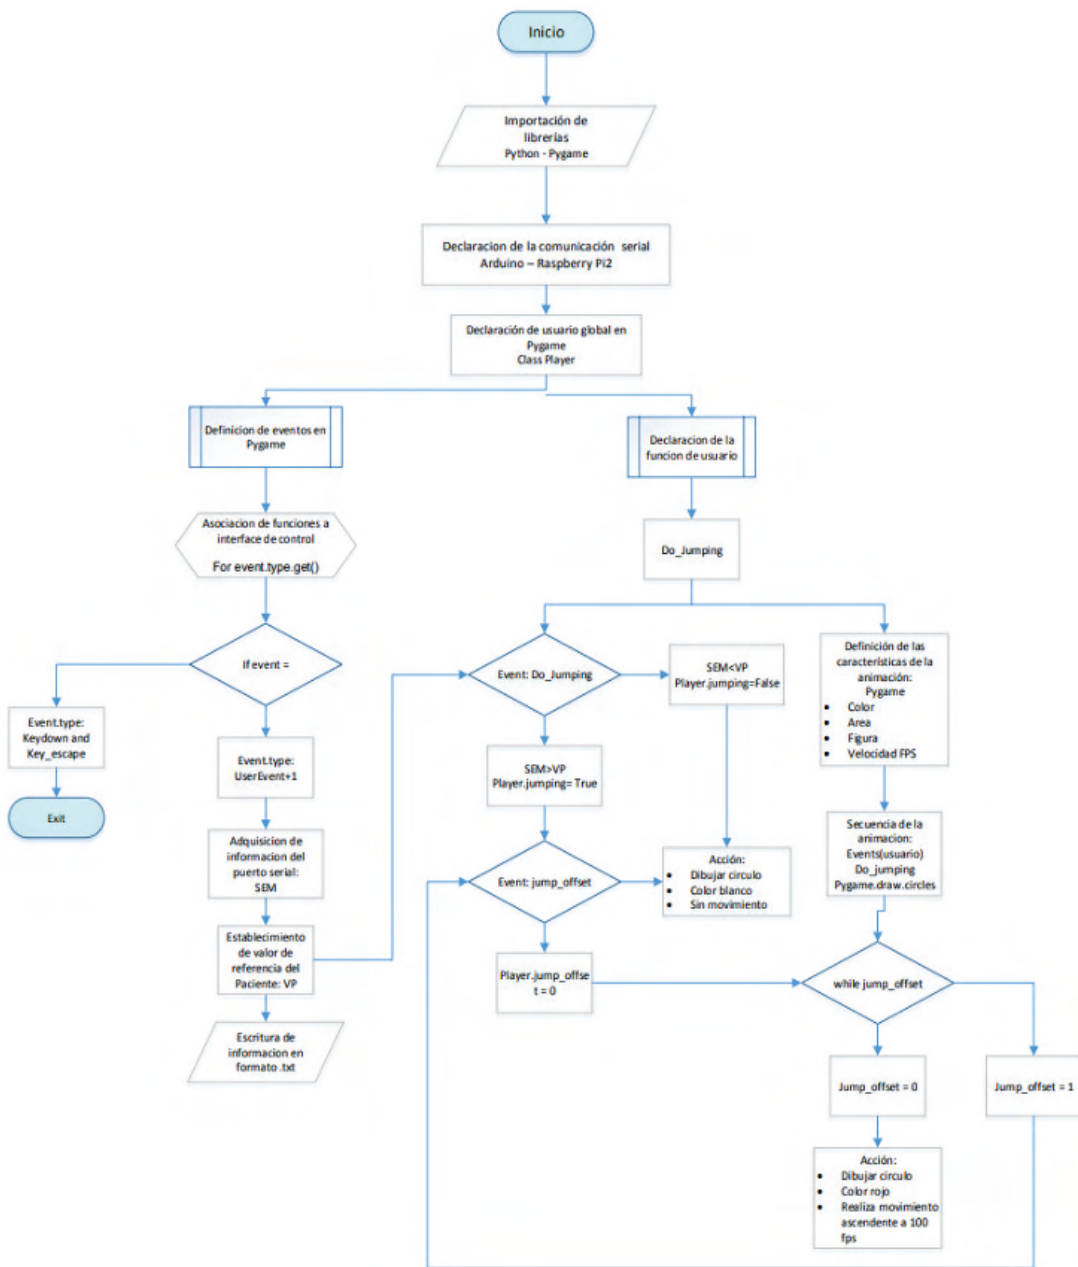 Inicio
Importación de
librerías
Python - Pygame
Declaracion de la comunicación serial
Arduino – Raspberry Pi2
Declaración de usuario global en
Pygame
Class Player
Definicion de eventos en
Pygame
Declaracion de la
funcion de usuario
Asociacion de funciones a
interface de control
For event.type.get()
Do_Jumping
If event =
Event.type:
Keydown and
Key_escape
Exit
Event.type:
UserEvent+1
Adquisicion de
informacion del
puerto serial:
SEM
Establecimiento
de valor de
referencia del
Paciente: VP
Escritura de
informacion en
formato .txt
Event: Do_Jumping
SEM<VP
Player.jumping=False
SEM>VP
Player.jumping= True
Event: jump_offset
Acción:
• Dibujar circulo
• Color blanco
• Sin movimiento
Player.jump_offse
t = 0
Definición de las
características de la
animación:
Pygame
• Color
• Area
• Figura
• Velocidad FPS
Secuencia de la
animacion:
Events(usuario)
Do_jumping
Pygame.draw.circles
while jump_offset
Jump_offset = 0
Jump_offset = 1
Acción:
• Dibujar circulo
• Color rojo
• Realiza movimiento
ascendente a 100
fps